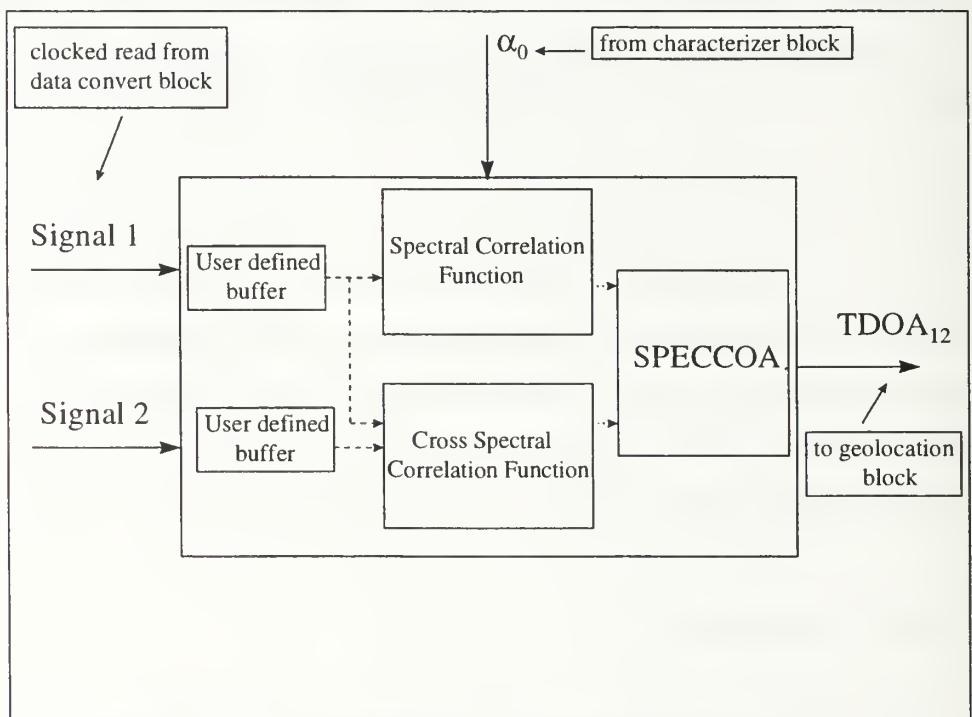 clocked read from
data convert block
α₀
from characterizer block
Signal 1
User defined
buffer
Spectral Correlation
Function
SPECCOA
TDOA₁₂
Signal 2
User defined
buffer
Cross Spectral
Correlation Function
to geolocation
block